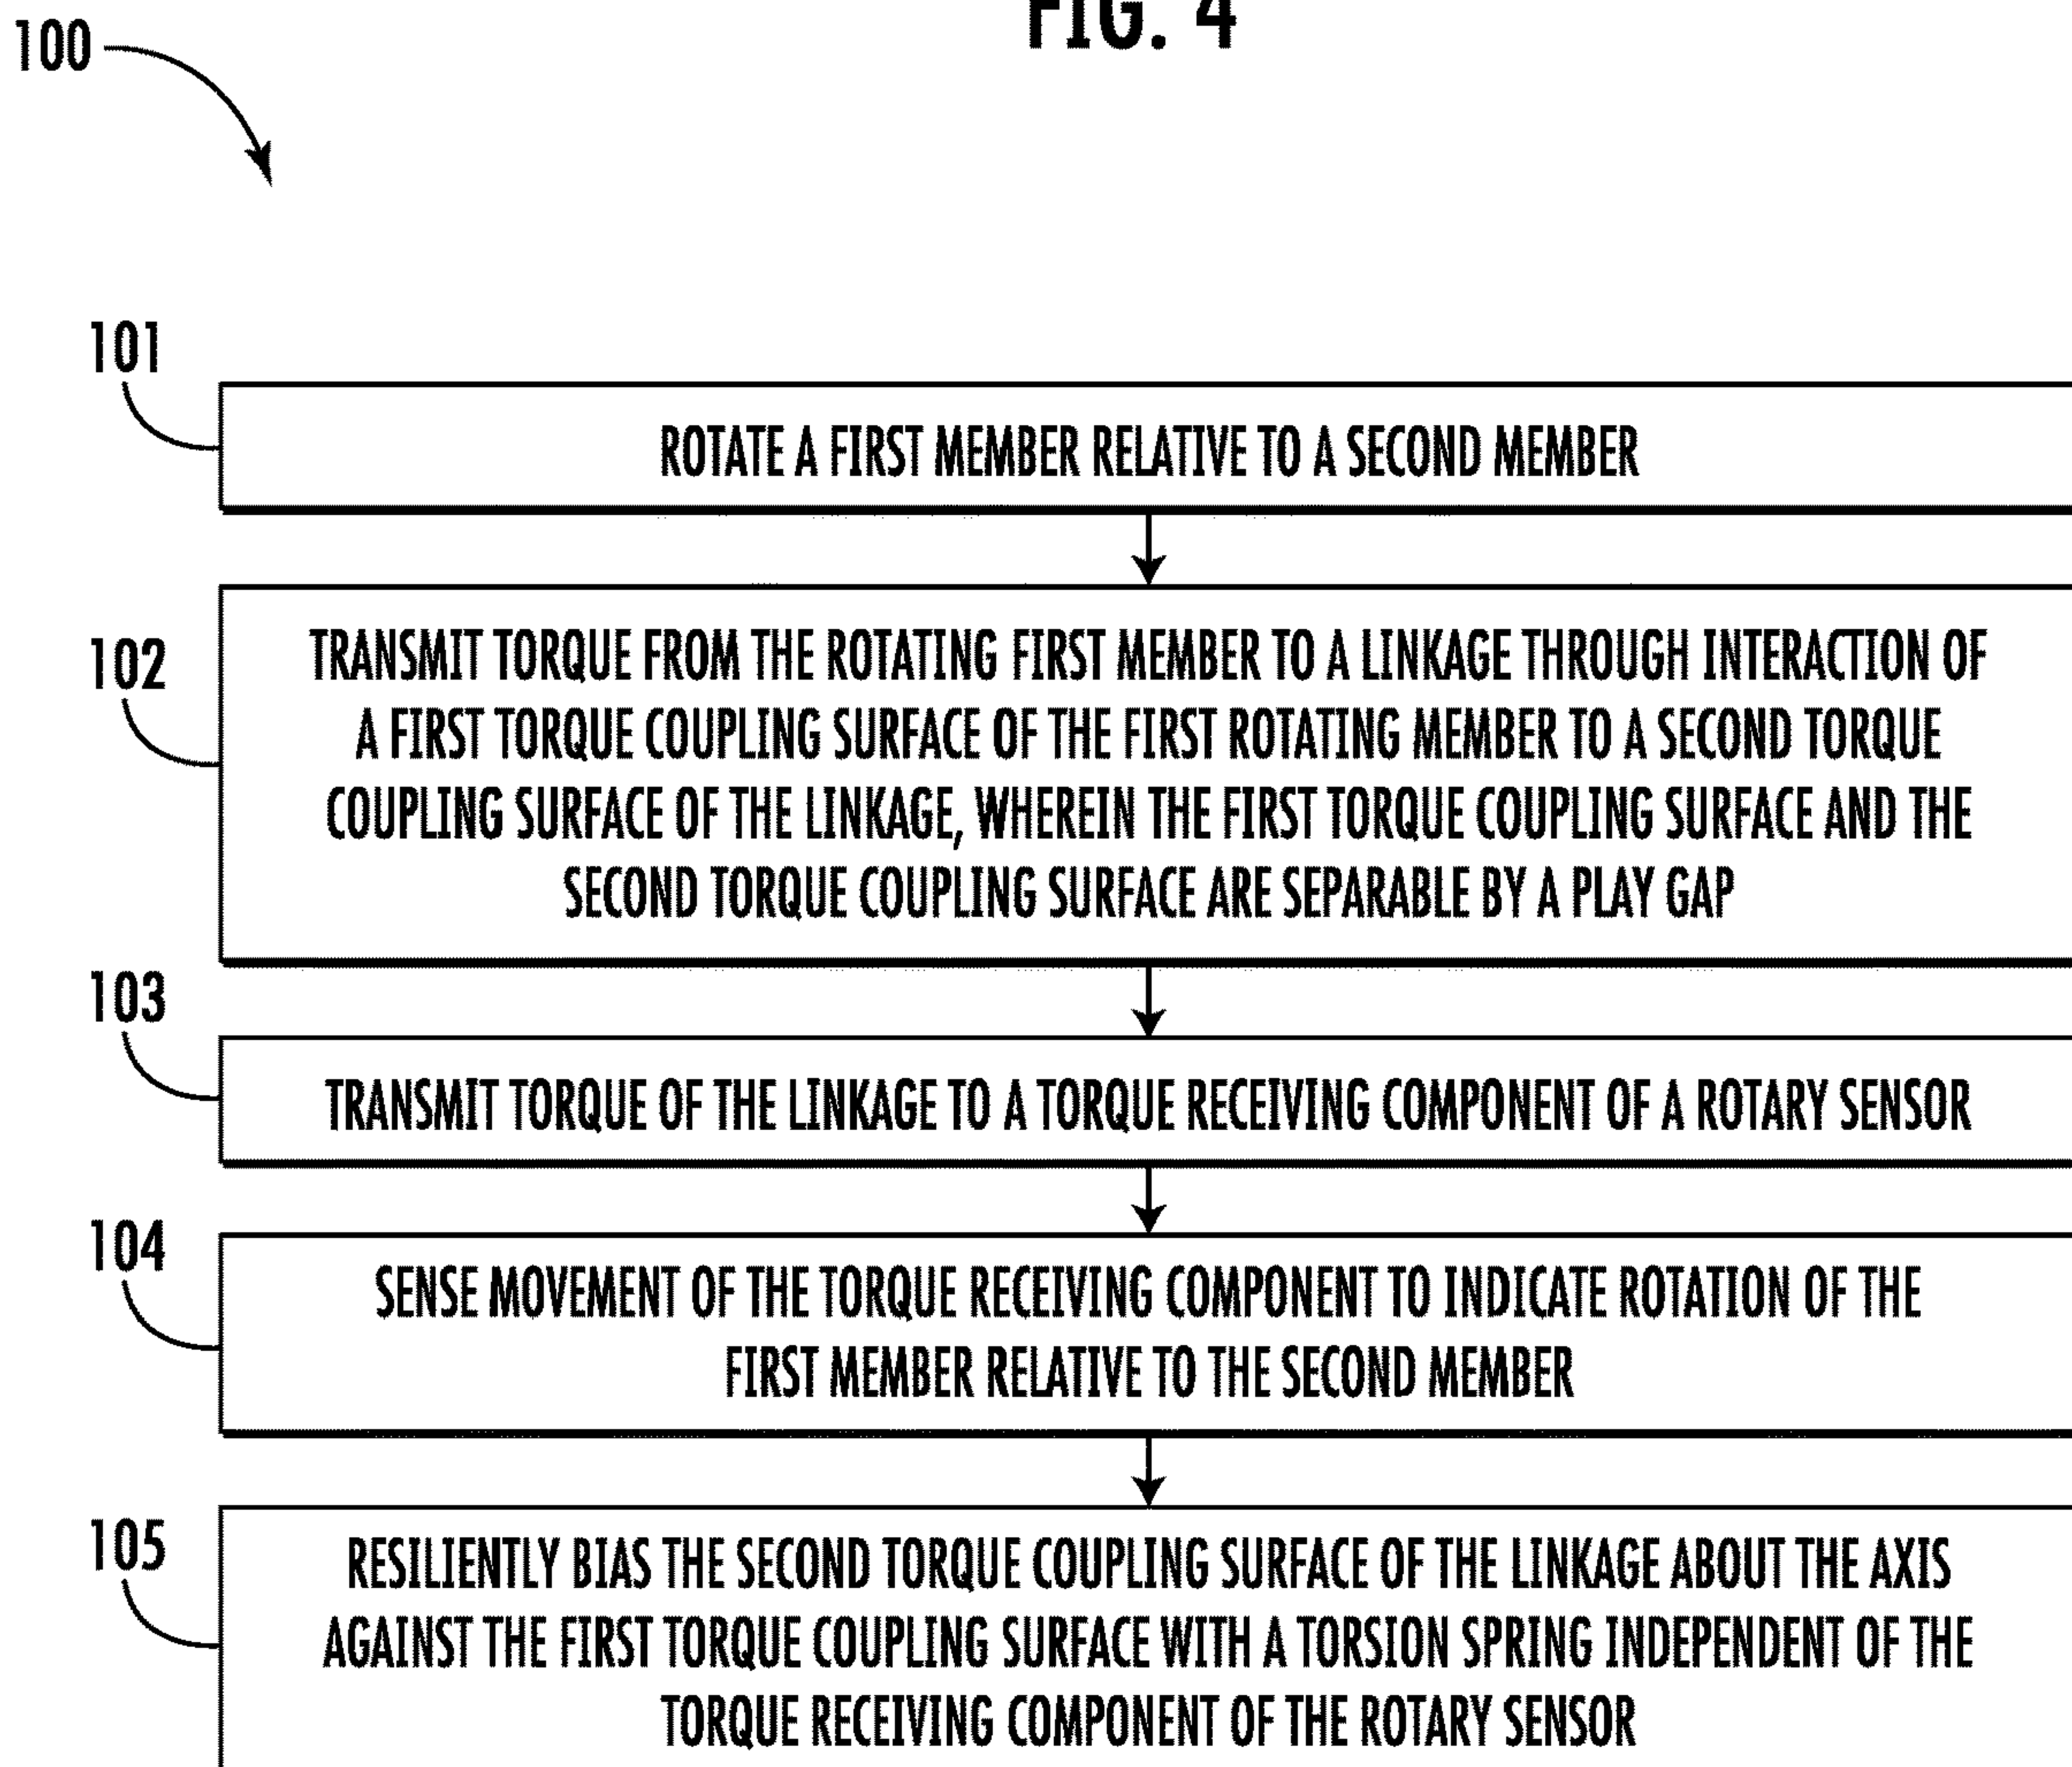 FIG. 4
100
101
ROTATE A FIRST MEMBER RELATIVE TO A SECOND MEMBER
102
TRANSMIT TORQUE FROM THE ROTATING FIRST MEMBER TO A LINKAGE THROUGH INTERACTION OF
A FIRST TORQUE COUPLING SURFACE OF THE FIRST ROTATING MEMBER TO A SECOND TORQUE
COUPLING SURFACE OF THE LINKAGE, WHEREIN THE FIRST TORQUE COUPLING SURFACE AND THE
SECOND TORQUE COUPLING SURFACE ARE SEPARABLE BY A PLAY GAP
103
TRANSMIT TORQUE OF THE LINKAGE TO A TORQUE RECEIVING COMPONENT OF A ROTARY SENSOR
104
SENSE MOVEMENT OF THE TORQUE RECEIVING COMPONENT TO INDICATE ROTATION OF THE
FIRST MEMBER RELATIVE TO THE SECOND MEMBER
105
RESILIENTLY BIAS THE SECOND TORQUE COUPLING SURFACE OF THE LINKAGE ABOUT THE AXIS
AGAINST THE FIRST TORQUE COUPLING SURFACE WITH A TORSION SPRING INDEPENDENT OF THE
TORQUE RECEIVING COMPONENT OF THE ROTARY SENSOR